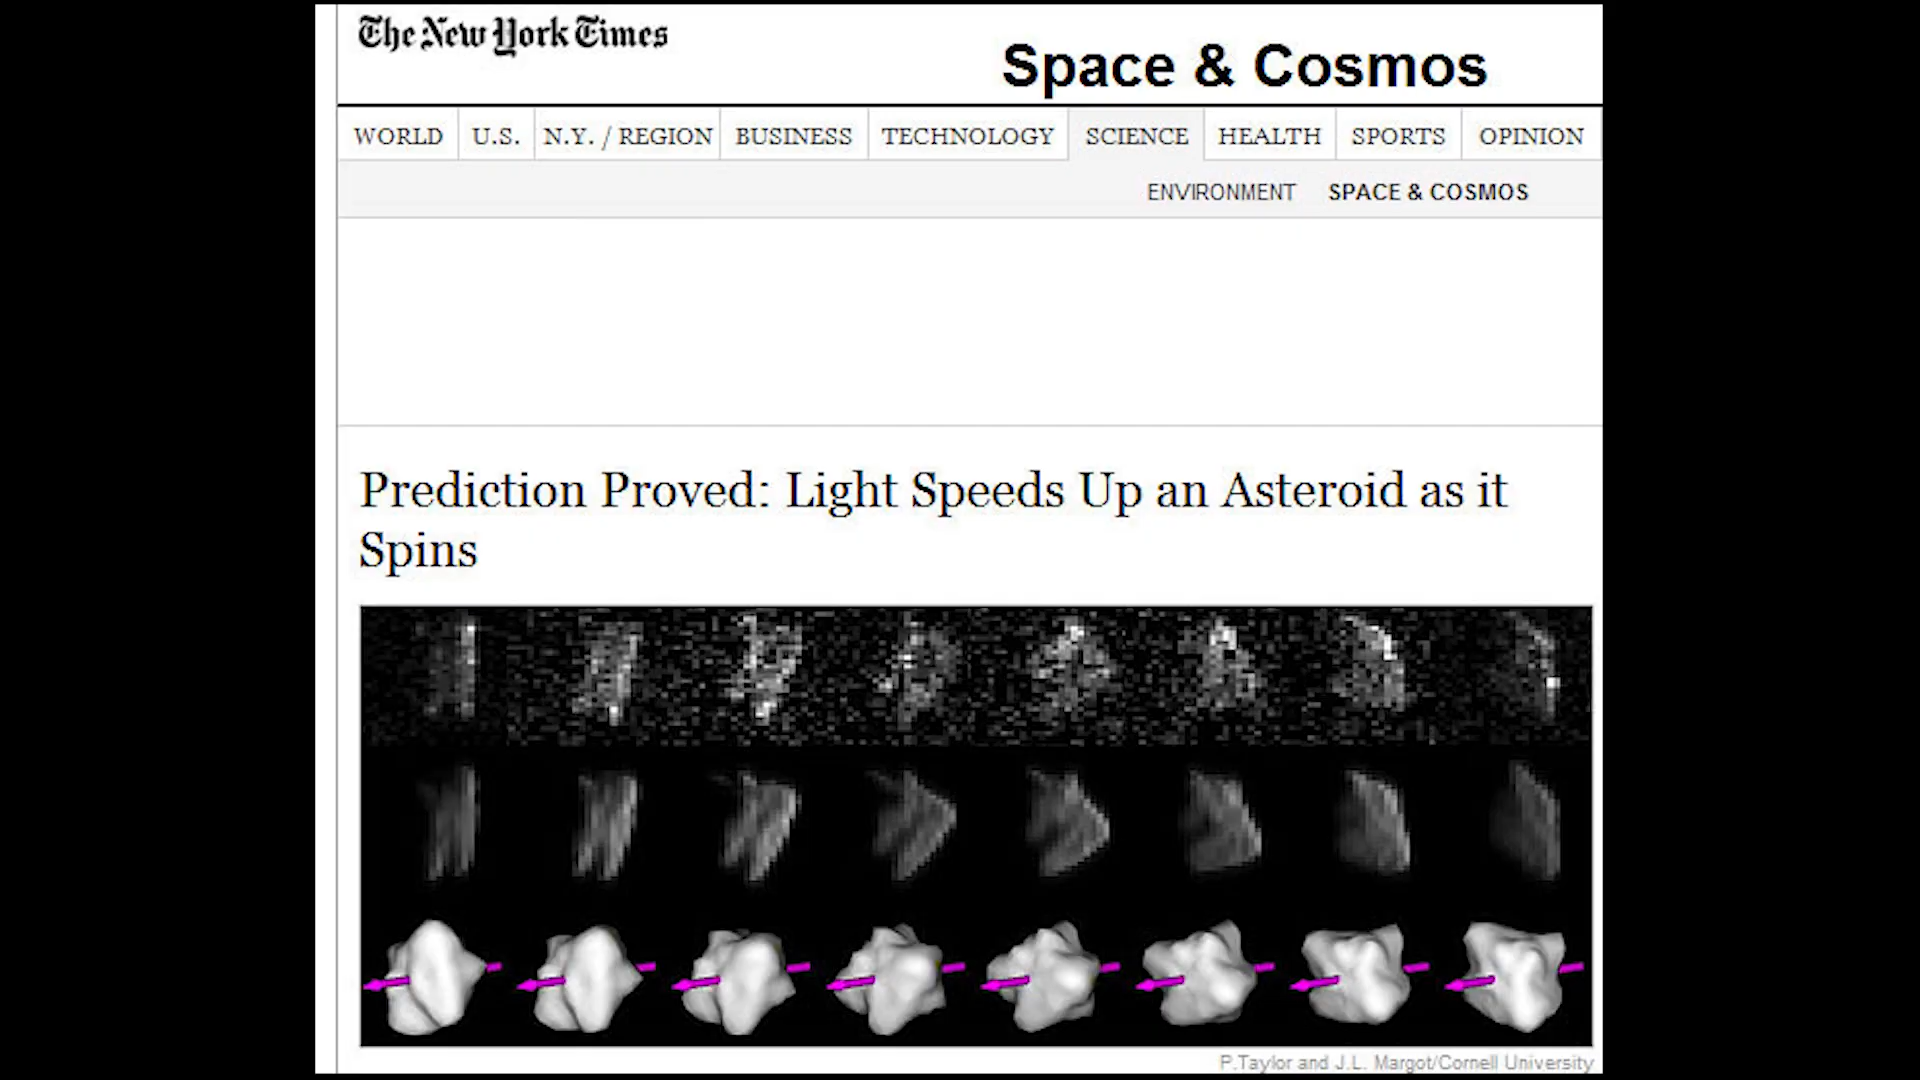 The New York Times
Space & Cosmos
WORLD U.S. N.Y. / REGION BUSINESS TECHNOLOGY SCIENCE HEALTH SPORTS OPINION
ENVIRONMENT SPACE & COSMOS
Prediction Proved: Light Speeds Up an Asteroid as it
Spins
P.Taylor and J.L. Margot/Cornell University